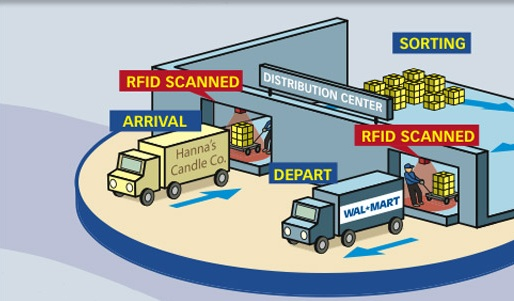 SORTING
RFID SCANNED
DISTRIBUTION CENTER
ARRIVAL
RFID SCANNED
Hanna's
Candle Co.
DEPART
WAL★MART